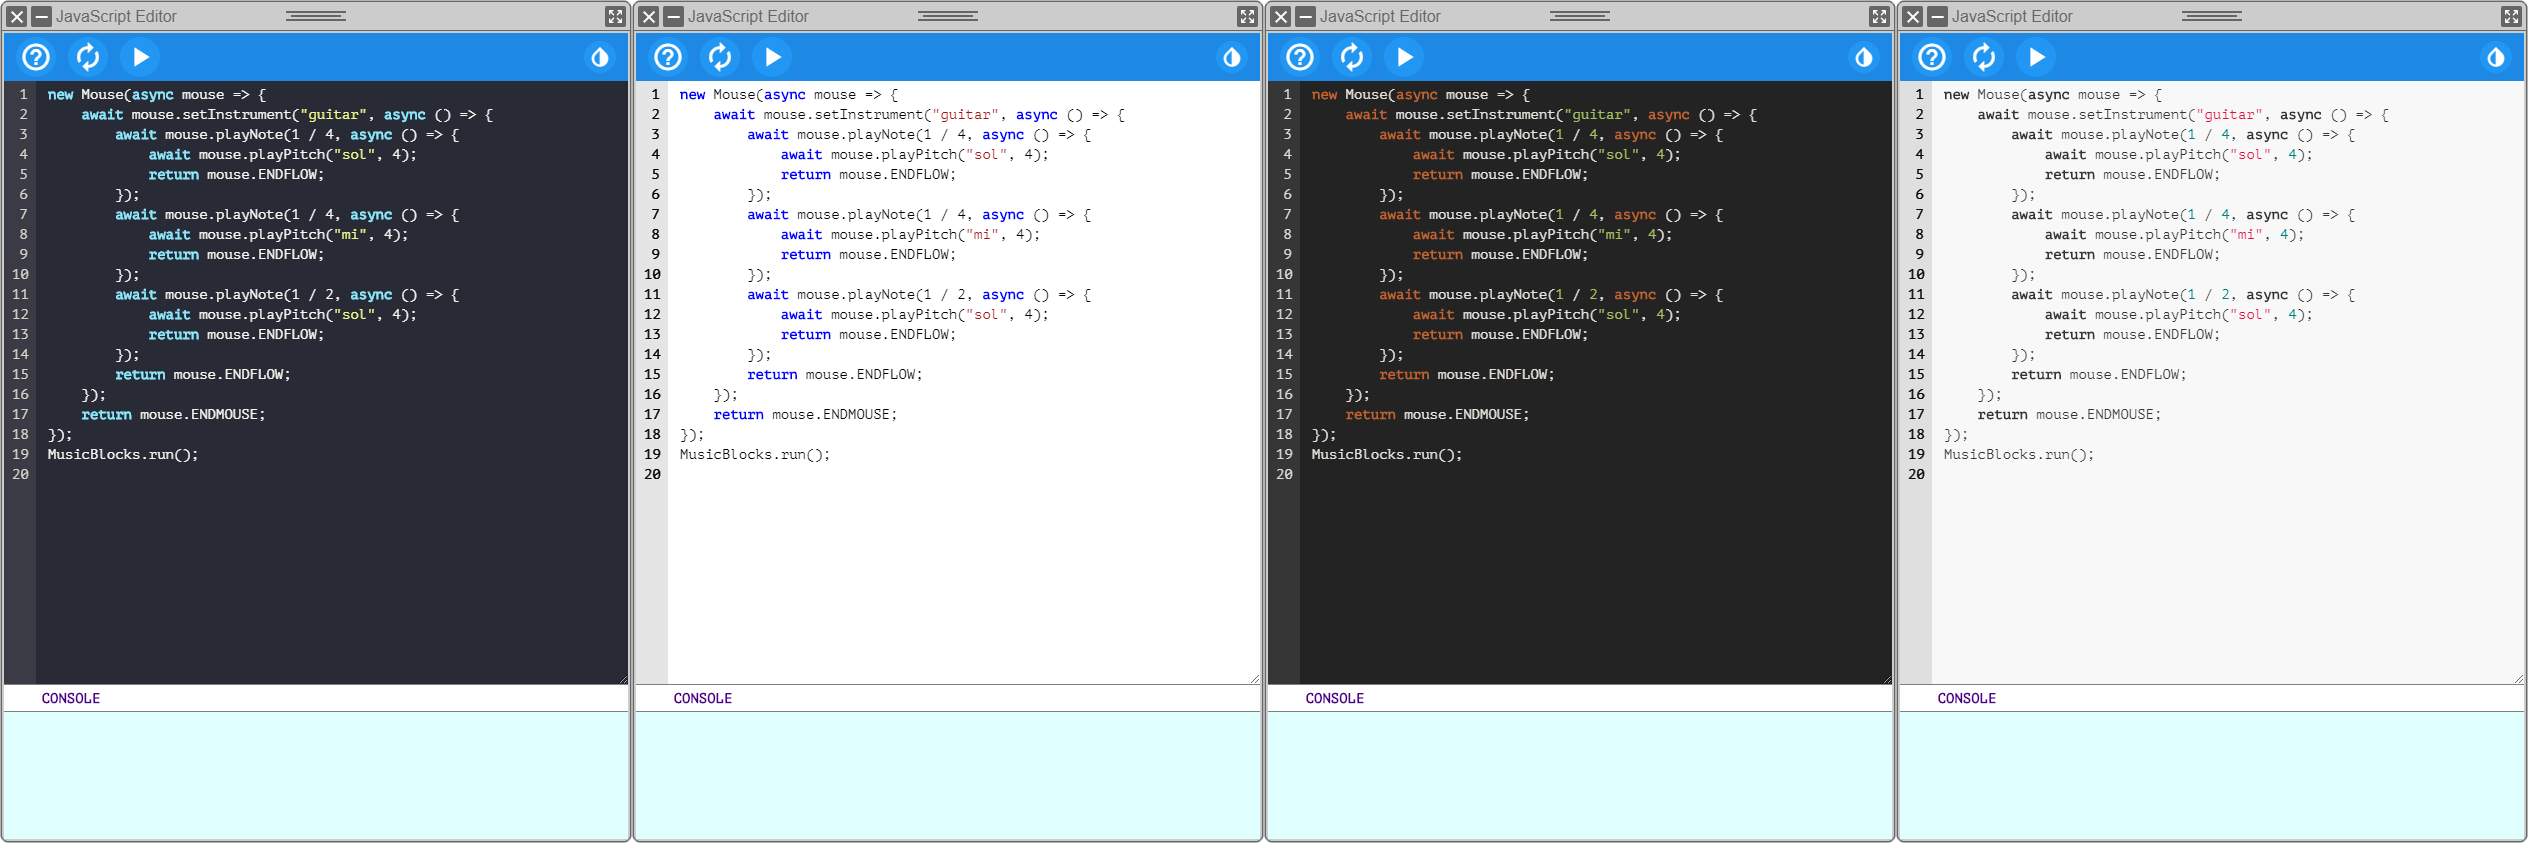 JavaScript Editor
1 new Mouse(async mouse => {
2     await mouse.setInstrument("guitar", async () => {
3         await mouse.playNote(1 / 4, async () => {
4             await mouse.playPitch("sol", 4);
5             return mouse.ENDFLOW;
6         });
7         await mouse.playNote(1 / 4, async () => {
8             await mouse.playPitch("mi", 4);
9             return mouse.ENDFLOW;
10         });
11         await mouse.playNote(1 / 2, async () => {
12             await mouse.playPitch("sol", 4);
13             return mouse.ENDFLOW;
14         });
15         return mouse.ENDFLOW;
16     });
17     return mouse.ENDMOUSE;
18 });
19 MusicBlocks.run();
20
CONSOLE
JavaScript Editor
1 new Mouse(async mouse => {
2     await mouse.setInstrument("guitar", async () => {
3         await mouse.playNote(1 / 4, async () => {
4             await mouse.playPitch("sol", 4);
5             return mouse.ENDFLOW;
6         });
7         await mouse.playNote(1 / 4, async () => {
8             await mouse.playPitch("mi", 4);
9             return mouse.ENDFLOW;
10         });
11         await mouse.playNote(1 / 2, async () => {
12             await mouse.playPitch("sol", 4);
13             return mouse.ENDFLOW;
14         });
15         return mouse.ENDFLOW;
16     });
17     return mouse.ENDMOUSE;
18 });
19 MusicBlocks.run();
20
CONSOLE
JavaScript Editor
1 new Mouse(async mouse => {
2     await mouse.setInstrument("guitar", async () => {
3         await mouse.playNote(1 / 4, async () => {
4             await mouse.playPitch("sol", 4);
5             return mouse.ENDFLOW;
6         });
7         await mouse.playNote(1 / 4, async () => {
8             await mouse.playPitch("mi", 4);
9             return mouse.ENDFLOW;
10         });
11         await mouse.playNote(1 / 2, async () => {
12             await mouse.playPitch("sol", 4);
13             return mouse.ENDFLOW;
14         });
15         return mouse.ENDFLOW;
16     });
17     return mouse.ENDMOUSE;
18 });
19 MusicBlocks.run();
20
CONSOLE
JavaScript Editor
1 new Mouse(async mouse => {
2     await mouse.setInstrument("guitar", async () => {
3         await mouse.playNote(1 / 4, async () => {
4             await mouse.playPitch("sol", 4);
5             return mouse.ENDFLOW;
6         });
7         await mouse.playNote(1 / 4, async () => {
8             await mouse.playPitch("mi", 4);
9             return mouse.ENDFLOW;
10         });
11         await mouse.playNote(1 / 2, async () => {
12             await mouse.playPitch("sol", 4);
13             return mouse.ENDFLOW;
14         });
15         return mouse.ENDFLOW;
16     });
17     return mouse.ENDMOUSE;
18 });
19 MusicBlocks.run();
20
CONSOLE